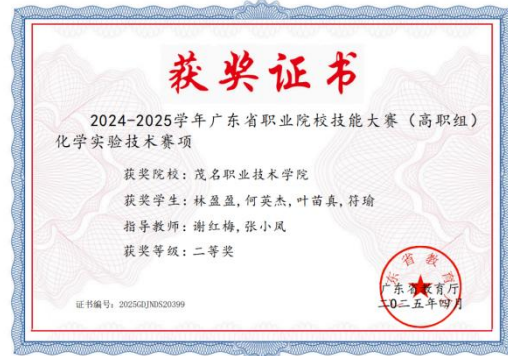 获奖证书
2024-2025学年广东省职业院校技能大赛（高职组）
化学实验技术赛项
获奖院校：茂名职业技术学院
获奖学生：林盈盈,何英杰,叶苗真,符瑜
指导教师：谢红梅,张小凤
获奖等级：二等奖
广东省教育厅
证书编号：2025GDJNDS20399
二〇二五年四月